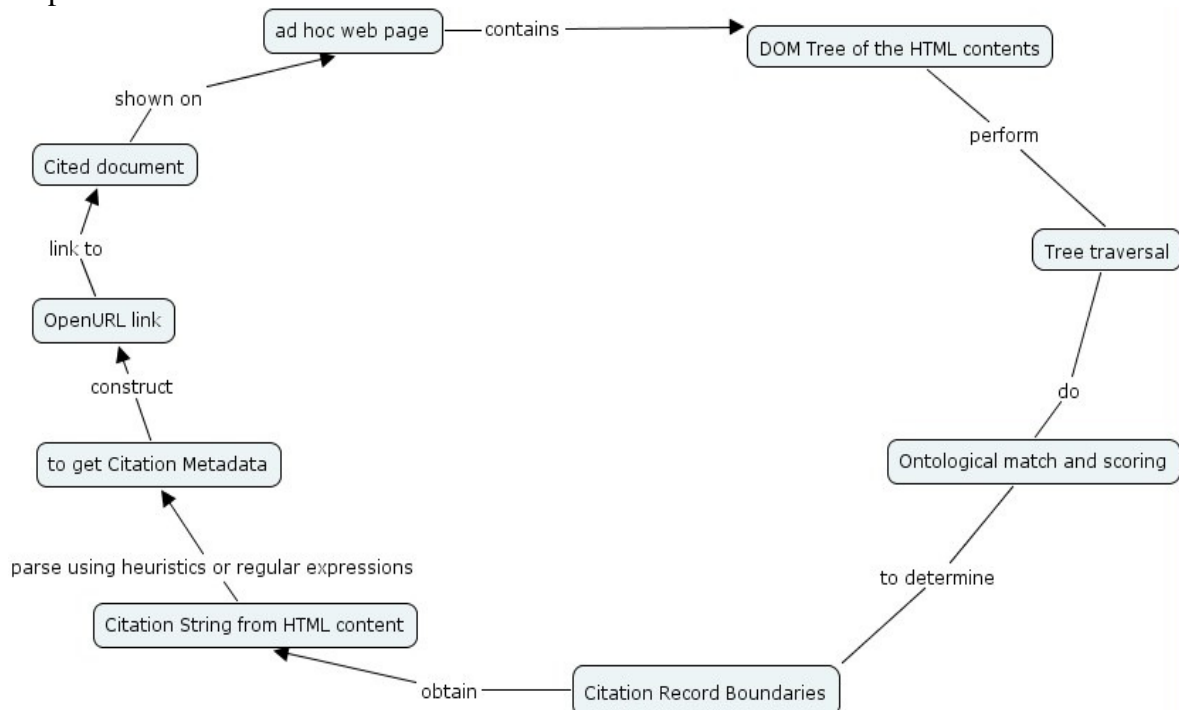 ad hoc web page
contains
DOM Tree of the HTML contents
perform
Tree traversal
do
Ontological match and scoring
to determine
Citation Record Boundaries
obtain
Citation String from HTML content
parse using heuristics or regular expressions
to get Citation Metadata
construct
OpenURL link
link to
Cited document
shown on